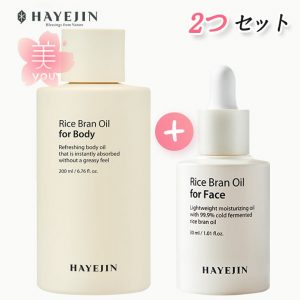 HAYEJIN
Blessings from Nature
2つ セット
美
YOU
Rice Bran Oil
for Body
Refreshing body oil
that is instantly absorbed
without a greasy feel
200 ml / 6.76 fl. oz.
HAYEJIN
+
Rice Bran Oil
for Face
Lightweight moisturizing oil
with 99.9% cold fermented
rice bran oil
30 ml / 1.01 fl. oz.
HAYEJIN